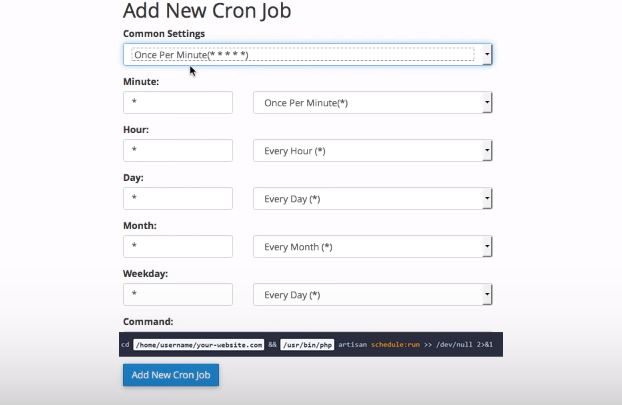 Add New Cron Job
Common Settings
Once Per Minute(* * * * *)
Minute:
* Once Per Minute(*)
Hour:
* Every Hour (*)
Day:
* Every Day (*)
Month:
* Every Month (*)
Weekday:
* Every Day (*)
Command:
cd /home/username/your-website.com && /usr/bin/php artisan schedule:run >> /dev/null 2>&1
Add New Cron Job